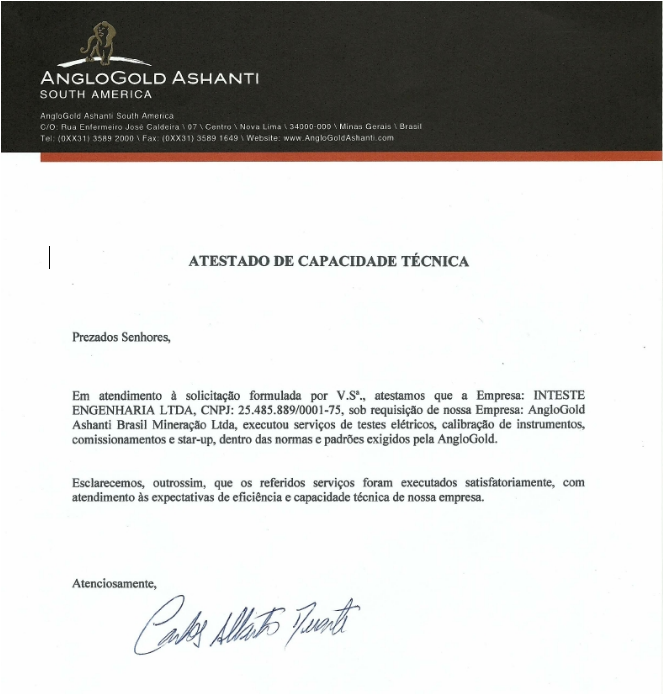 ANGLOGOLD ASHANTI
SOUTH AMERICA
AngloGold Ashanti South America
C/O: Rua Enfermeiro José Caldeira \ 07 \ Centro \ Nova Lima \ 34000-000 \ Minas Gerais \ Brasil
Tel: (0XX31) 3589 2000 \ Fax: (0XX31) 3589 1649 \ Website: www.AngloGoldAshanti.com
ATESTADO DE CAPACIDADE TÉCNICA
Prezados Senhores,
Em atendimento à solicitação formulada por V.Sª., atestamos que a Empresa: INTESTE
ENGENHARIA LTDA, CNPJ: 25.485.889/0001-75, sob requisição de nossa Empresa: AngloGold
Ashanti Brasil Mineração Ltda, executou serviços de testes elétricos, calibração de instrumentos,
comissionamentos e star-up, dentro das normas e padrões exigidos pela AngloGold.
Esclarecemos, outrossim, que os referidos serviços foram executados satisfatoriamente, com
atendimento às expectativas de eficiência e capacidade técnica de nossa empresa.
Atenciosamente,
Carlos Alberto Duarte